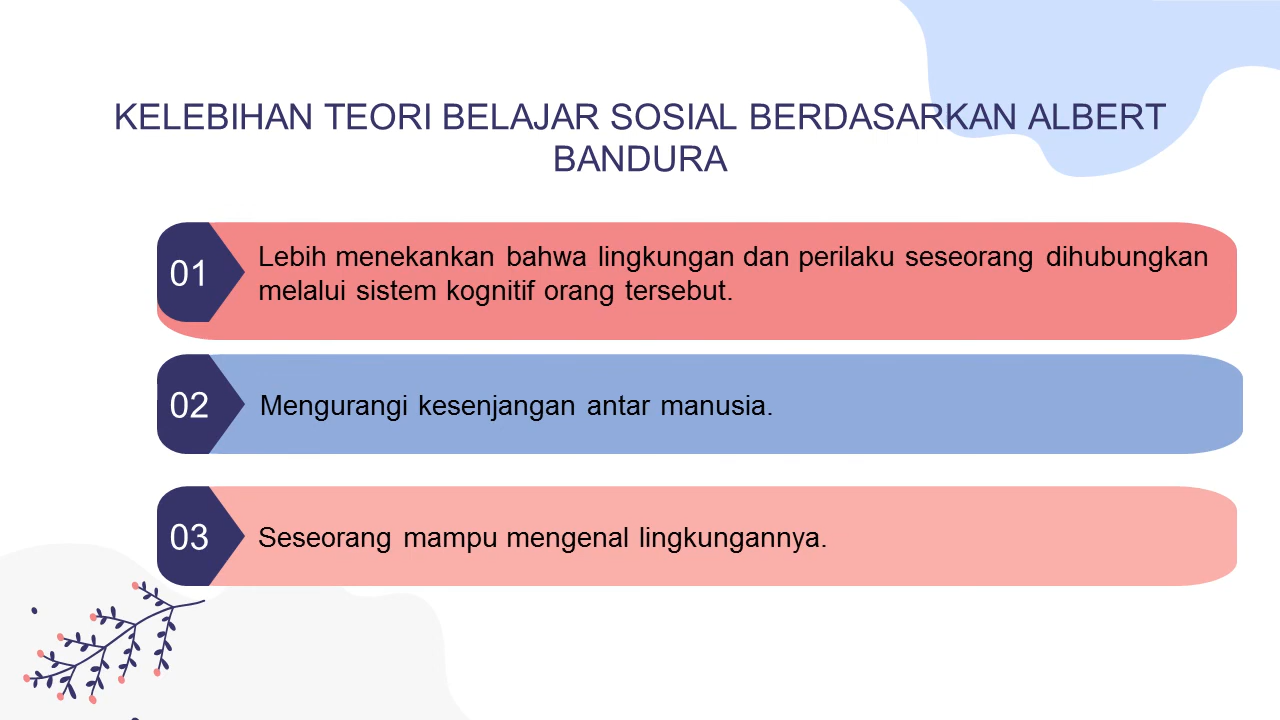 KELEBIHAN TEORI BELAJAR SOSIAL BERDASARKAN ALBERT
BANDURA
01
Lebih menekankan bahwa lingkungan dan perilaku seseorang dihubungkan
melalui sistem kognitif orang tersebut.
02
Mengurangi kesenjangan antar manusia.
03
Seseorang mampu mengenal lingkungannya.